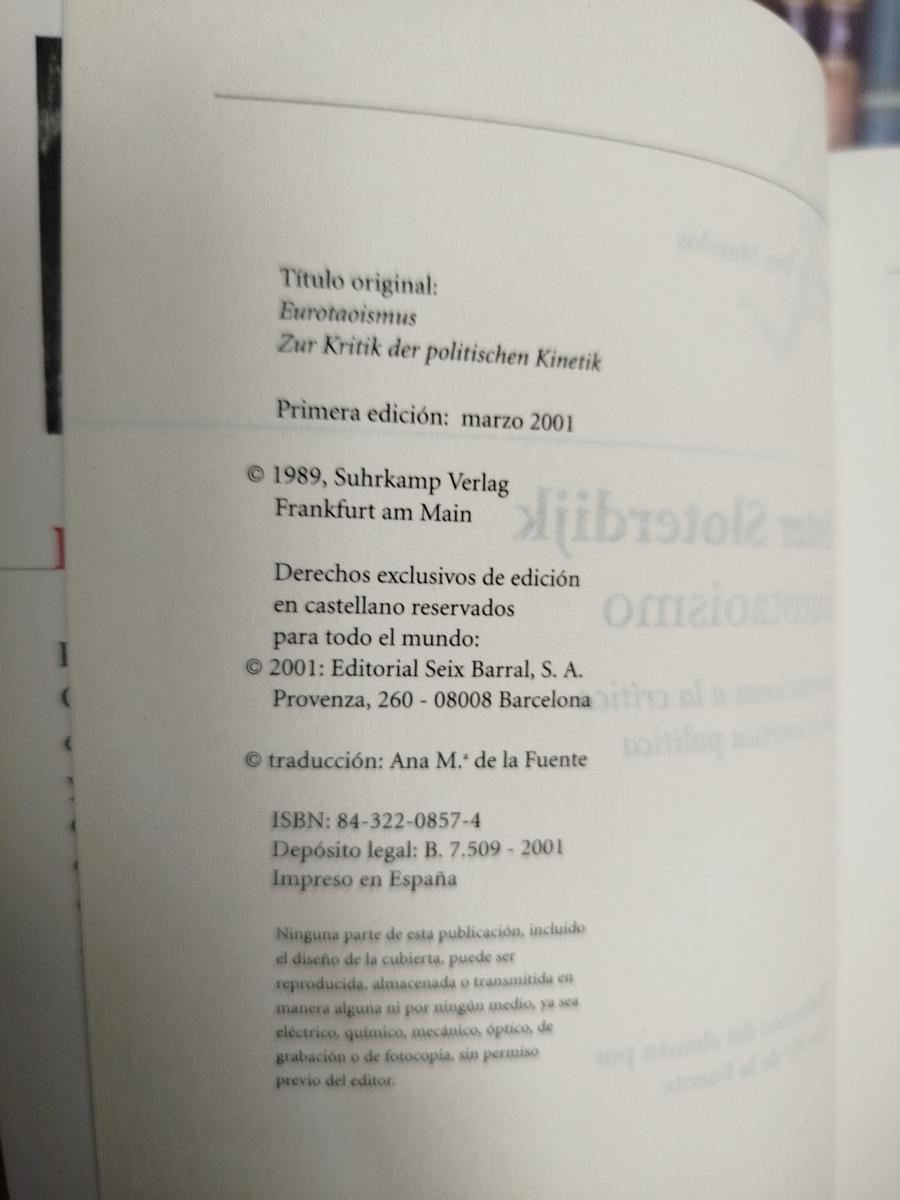 Título original:
Eurotaoismus
Zur Kritik der politischen Kinetik
Primera edición: marzo 2001
© 1989, Suhrkamp Verlag
Frankfurt am Main
Derechos exclusivos de edición
en castellano reservados
para todo el mundo:
© 2001: Editorial Seix Barral, S. A.
Provenza, 260 - 08008 Barcelona
© traducción: Ana M.ª de la Fuente
ISBN: 84-322-0857-4
Depósito legal: B. 7.509 - 2001
Impreso en España
Ninguna parte de esta publicación, incluido
el diseño de la cubierta, puede ser
reproducida, almacenada o transmitida en
manera alguna ni por ningún medio, ya sea
eléctrico, químico, mecánico, óptico, de
grabación o de fotocopia, sin permiso
previo del editor.